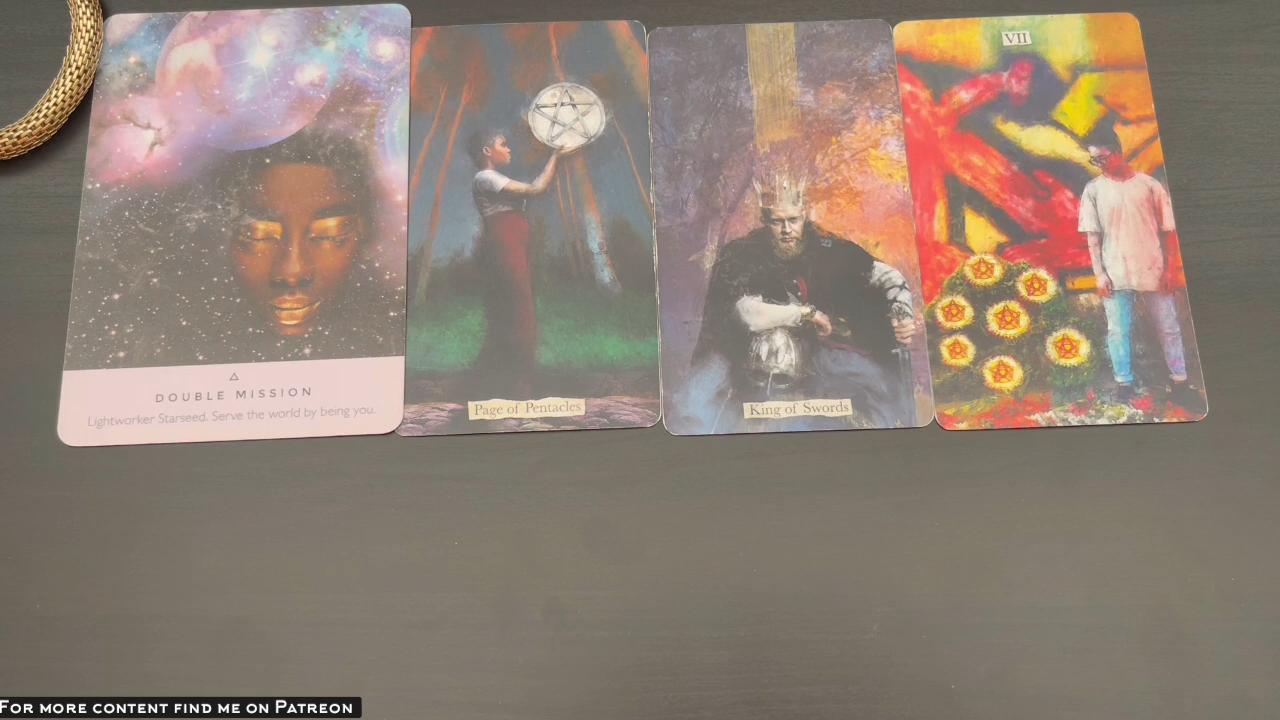 VII
DOUBLE MISSION
Lightworker Starseed. Serve the world by being you.
Page of Pentacles
King of Swords
FOR MORE CONTENT FIND ME ON PATREON